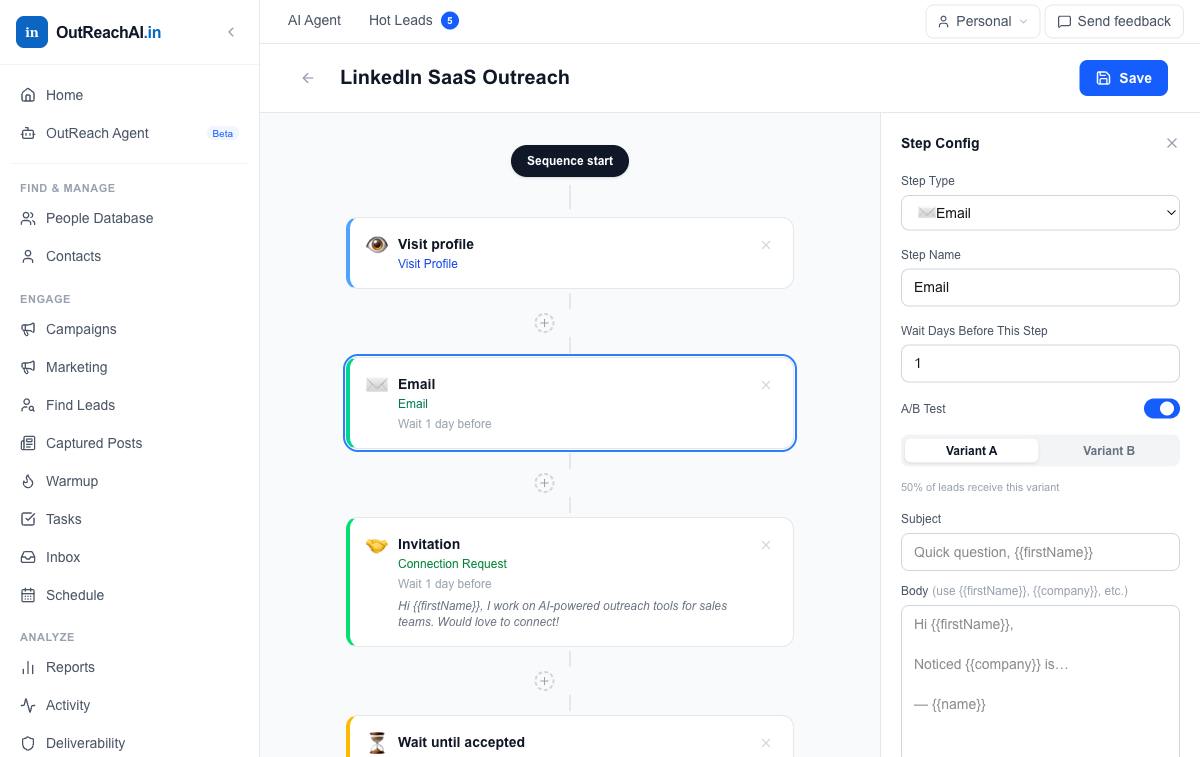 in OutReachAI.in
Home
OutReach Agent Beta
FIND & MANAGE
People Database
Contacts
ENGAGE
Campaigns
Marketing
Find Leads
Captured Posts
Warmup
Tasks
Inbox
Schedule
ANALYZE
Reports
Activity
Deliverability
AI Agent Hot Leads 5 Personal Send feedback
LinkedIn SaaS Outreach Save
Sequence start
Visit profile
Visit Profile
Email
Email
Wait 1 day before
Invitation
Connection Request
Wait 1 day before
Hi {{firstName}}, I work on AI-powered outreach tools for sales
teams. Would love to connect!
Wait until accepted
Step Config
Step Type
Email
Step Name
Email
Wait Days Before This Step
1
A/B Test
Variant A Variant B
50% of leads receive this variant
Subject
Quick question, {{firstName}}
Body (use {{firstName}}, {{company}}, etc.)
Hi {{firstName}},
Noticed {{company}} is…
— {{name}}